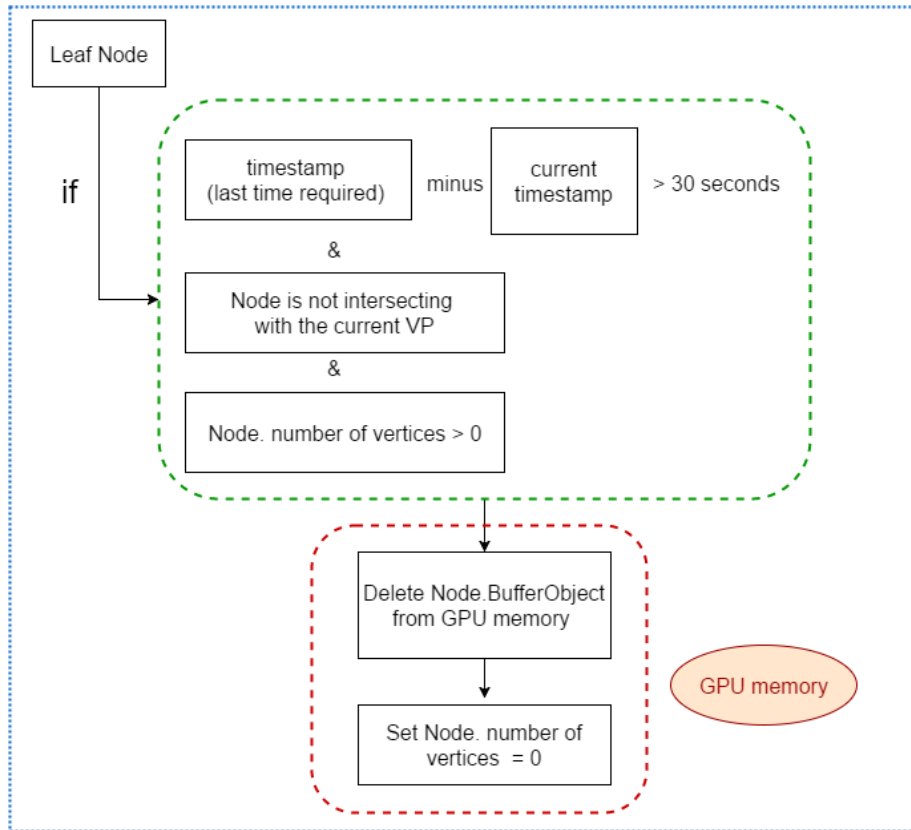 Leaf Node
if
timestamp
(last time required)
minus
current
timestamp
> 30 seconds
&
Node is not intersecting
with the current VP
&
Node. number of vertices > 0
Delete Node.BufferObject
from GPU memory
GPU memory
Set Node. number of
vertices = 0